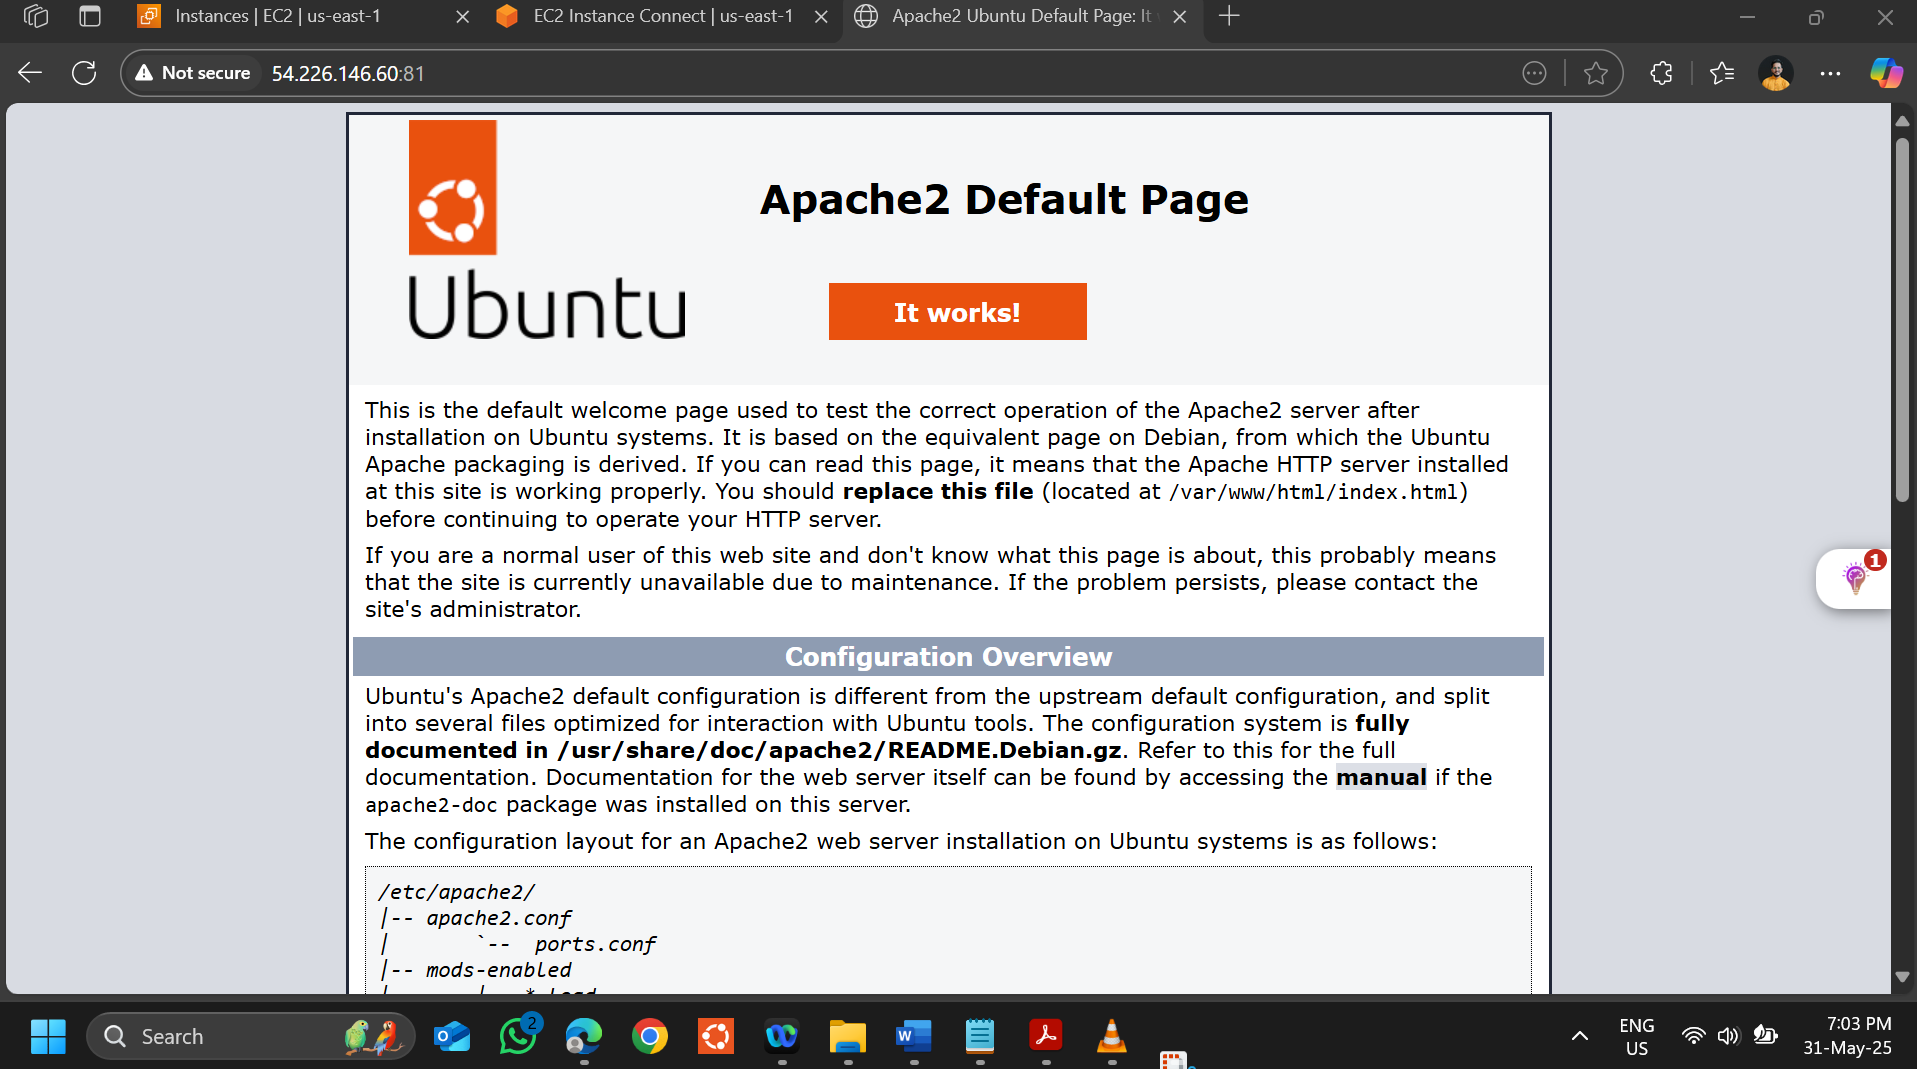 Instances | EC2 | us-east-1
EC2 Instance Connect | us-east-1
Apache2 Ubuntu Default Page: It
Not secure
54.226.146.60:81
Ubuntu
Apache2 Default Page
It works!
This is the default welcome page used to test the correct operation of the Apache2 server after
installation on Ubuntu systems. It is based on the equivalent page on Debian, from which the Ubuntu
Apache packaging is derived. If you can read this page, it means that the Apache HTTP server installed
at this site is working properly. You should replace this file (located at /var/www/html/index.html)
before continuing to operate your HTTP server.
If you are a normal user of this web site and don't know what this page is about, this probably means
that the site is currently unavailable due to maintenance. If the problem persists, please contact the
site's administrator.
1
Configuration Overview
Ubuntu's Apache2 default configuration is different from the upstream default configuration, and split
into several files optimized for interaction with Ubuntu tools. The configuration system is fully
documented in /usr/share/doc/apache2/README.Debian.gz. Refer to this for the full
documentation. Documentation for the web server itself can be found by accessing the manual if the
apache2-doc package was installed on this server.
The configuration layout for an Apache2 web server installation on Ubuntu systems is as follows:
/etc/apache2/
|-- apache2.conf
|       `--  ports.conf
|-- mods-enabled
Search
2
ENG
US
7:03 PM
31-May-25